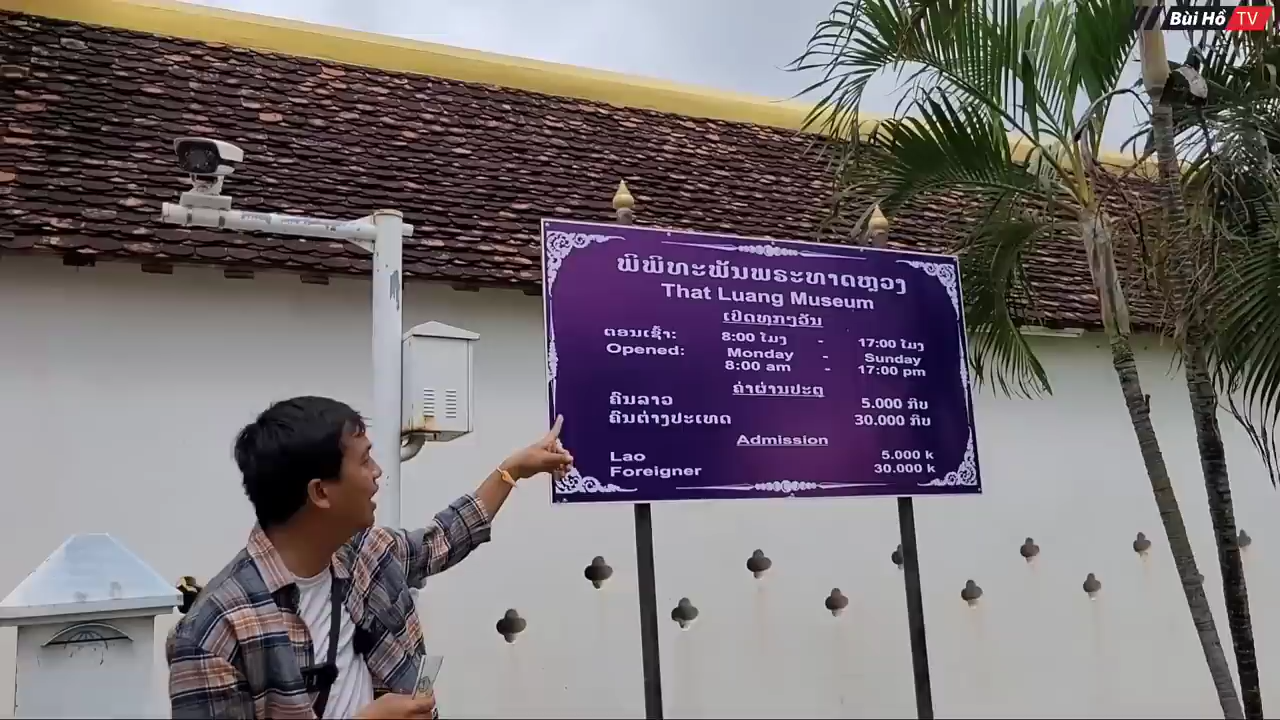 Bùi Hồ TV
ພິພິທະພັນພຣະທາດຫຼວງ
That Luang Museum
ເປີດທຸກໆວັນ
ຕອນເຊົ້າ: 8:00 ໂມງ - 17:00 ໂມງ
Opened: Monday - Sunday
8:00 am - 17:00 pm
ຄ່າຜ່ານປະຕູ
ຄົນລາວ 5.000 ກີບ
ຄົນຕ່າງປະເທດ 30.000 ກີບ
Admission
Lao 5.000 k
Foreigner 30.000 k